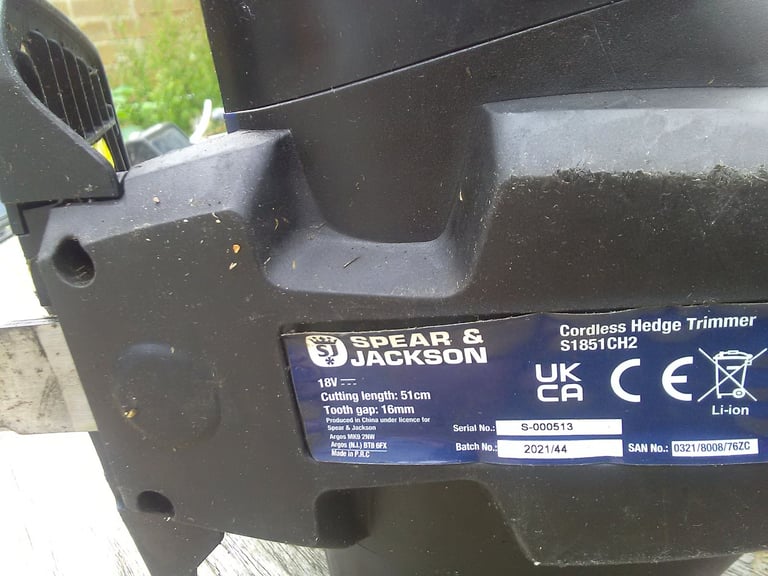 SJ
SPEAR &
JACKSON
Cordless Hedge Trimmer
S1851CH2
18V
Cutting length: 51cm
Tooth gap: 16mm
Produced in China under licence for
Spear & Jackson
Argos MK9 2NW
Argos (N.I.) BT8 6FX
Made in P.R.C
UK
CA
CE
Li-ion
Serial No.: S-000513
Batch No.: 2021/44
SAN No.: 0321/8008/76ZC